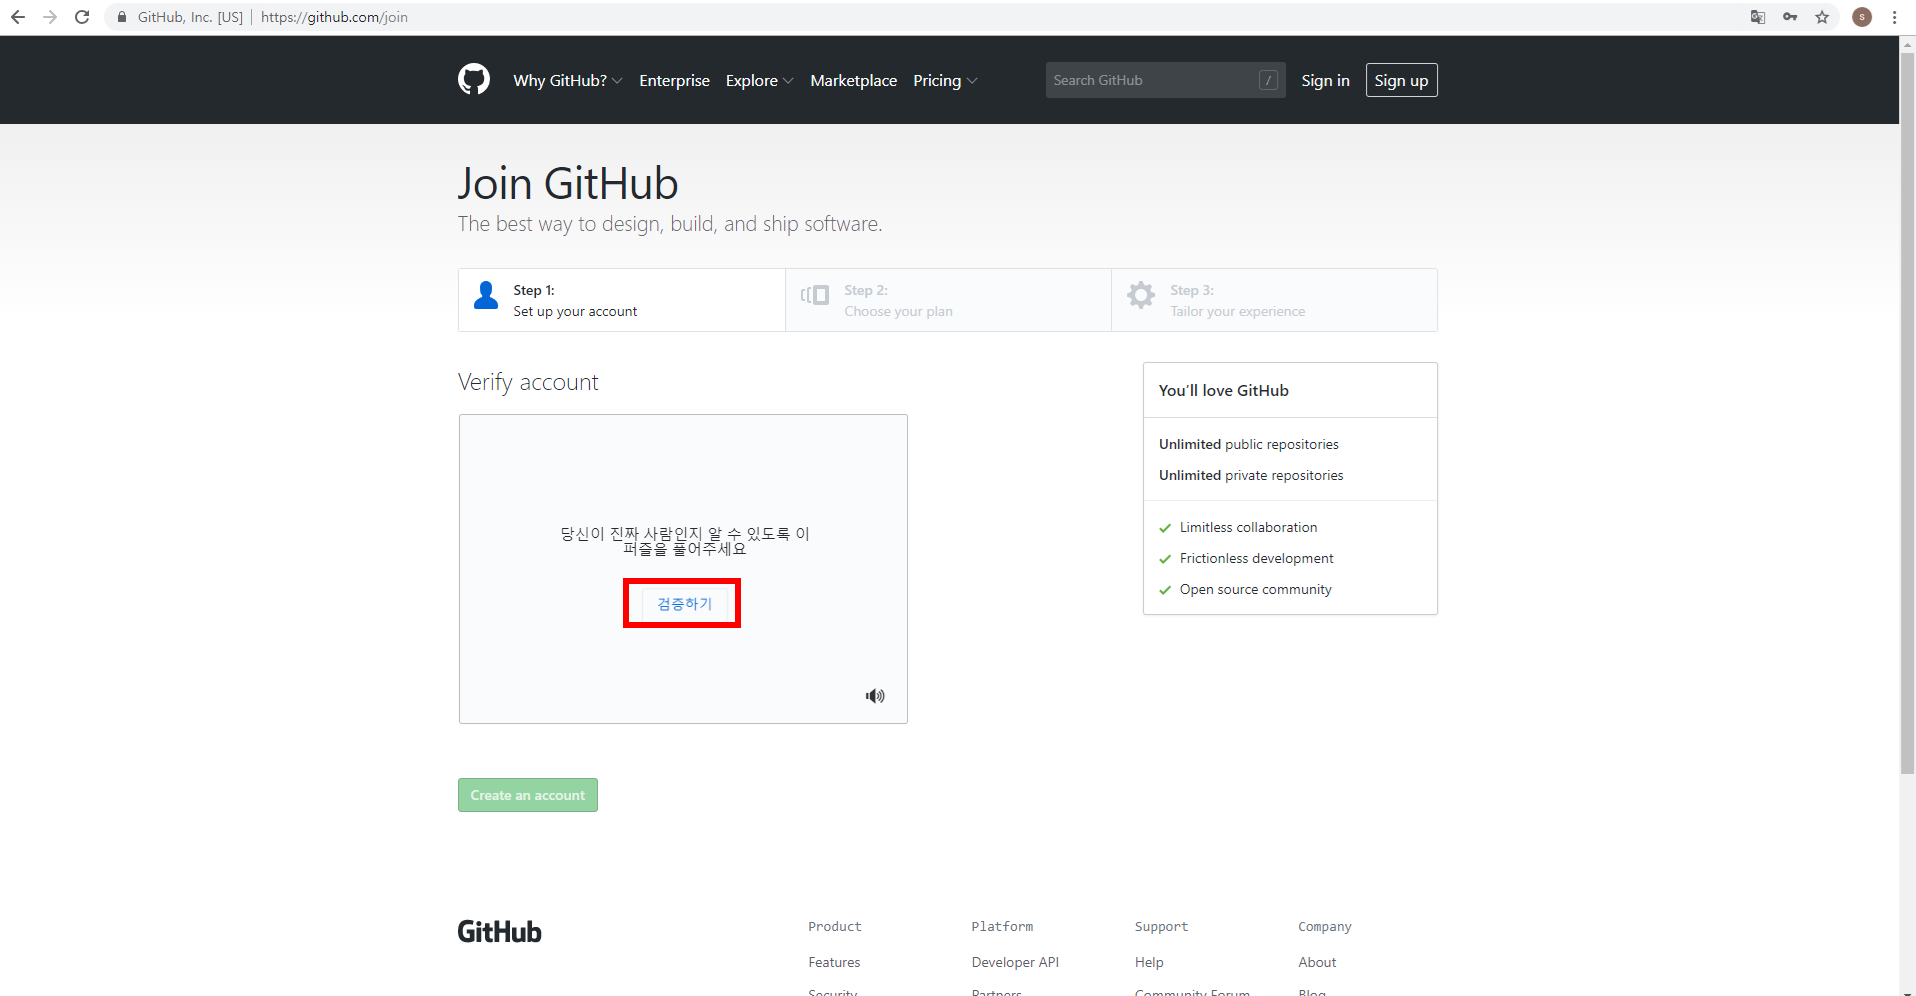 GitHub, Inc. [US] | https://github.com/join
S
Why GitHub? Enterprise Explore Marketplace Pricing Search GitHub / Sign in Sign up
Join GitHub
The best way to design, build, and ship software.
Step 1:
Set up your account
Step 2:
Choose your plan
Step 3:
Tailor your experience
Verify account
당신이 진짜 사람인지 알 수 있도록 이
퍼즐을 풀어주세요
검증하기
Create an account
You'll love GitHub
Unlimited public repositories
Unlimited private repositories
Limitless collaboration
Frictionless development
Open source community
GitHub
Product Platform Support Company
Features Developer API Help About
Security Partners Community Forum Blog